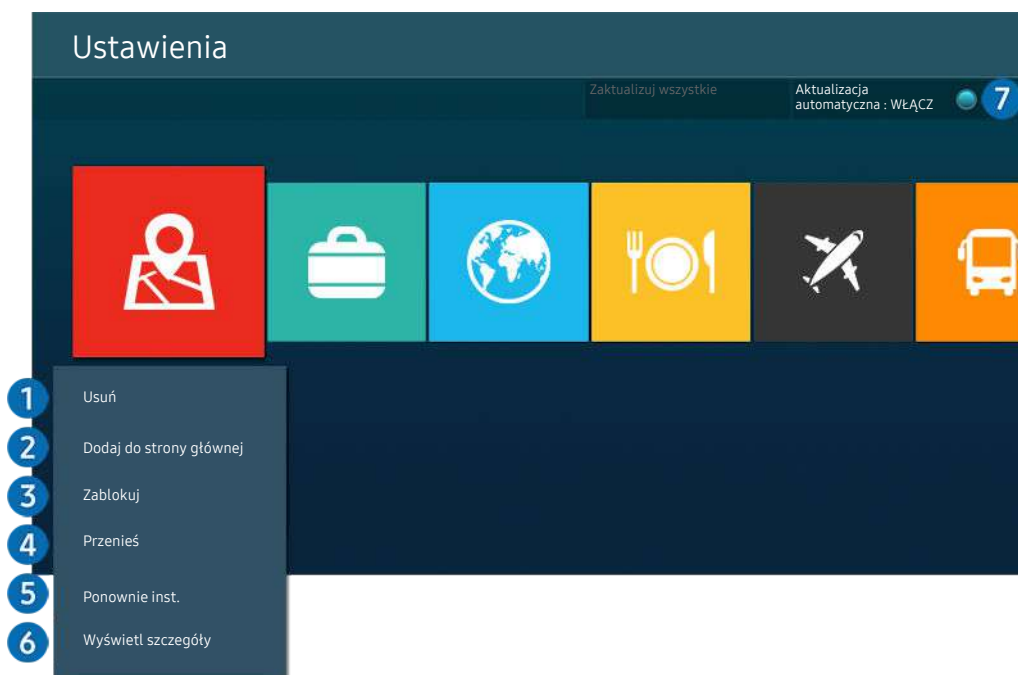 Ustawienia
Zaktualizuj wszystkie
Aktualizacja
automatyczna : WŁĄCZ
7
1 Usuń
2 Dodaj do strony głównej
3 Zablokuj
4 Przenieś
5 Ponownie inst.
6 Wyświetl szczegóły